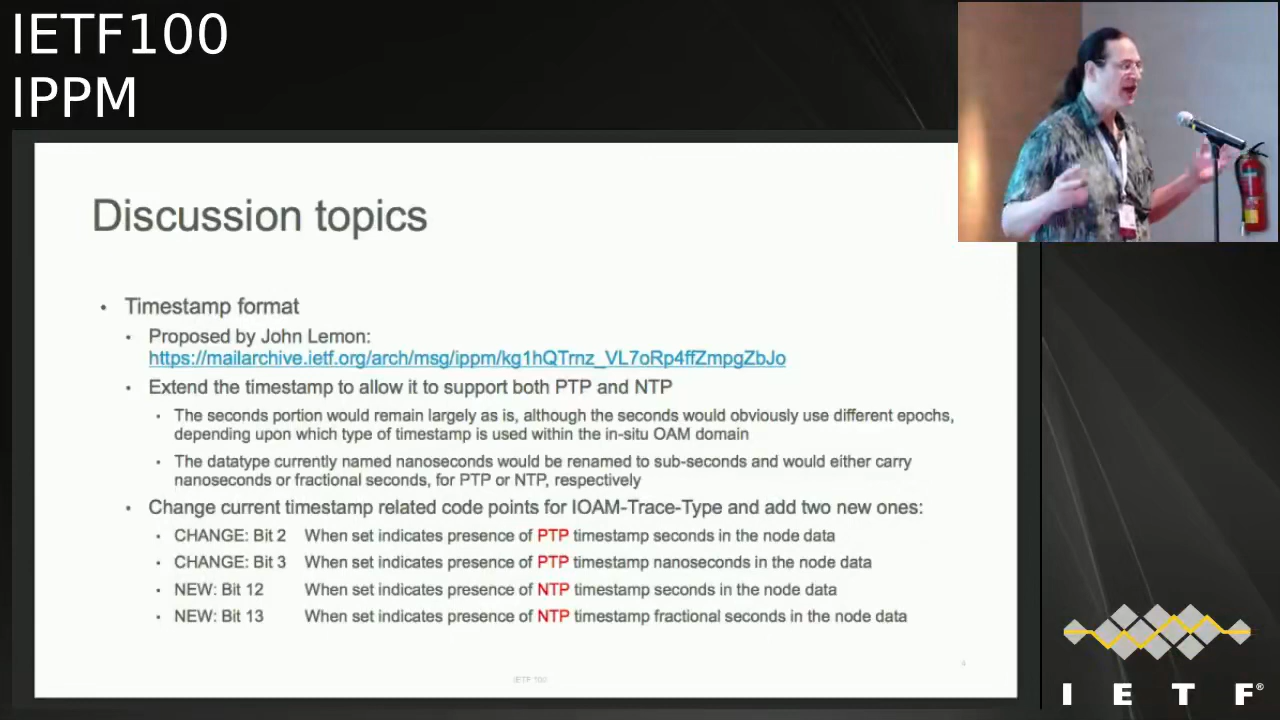 IETF100
IPPM
Discussion topics
• Timestamp format
• Proposed by John Lemon:
https://mailarchive.ietf.org/arch/msg/ippm/kg1hQTrnz_VL7oRp4ffZmpgZbJo
• Extend the timestamp to allow it to support both PTP and NTP
• The seconds portion would remain largely as is, although the seconds would obviously use different epochs,
depending upon which type of timestamp is used within the in-situ OAM domain
• The datatype currently named nanoseconds would be renamed to sub-seconds and would either carry
nanoseconds or fractional seconds, for PTP or NTP, respectively
• Change current timestamp related code points for IOAM-Trace-Type and add two new ones:
• CHANGE: Bit 2 When set indicates presence of PTP timestamp seconds in the node data
• CHANGE: Bit 3 When set indicates presence of PTP timestamp nanoseconds in the node data
• NEW: Bit 12 When set indicates presence of NTP timestamp seconds in the node data
• NEW: Bit 13 When set indicates presence of NTP timestamp fractional seconds in the node data
IETF 100
I E T F®